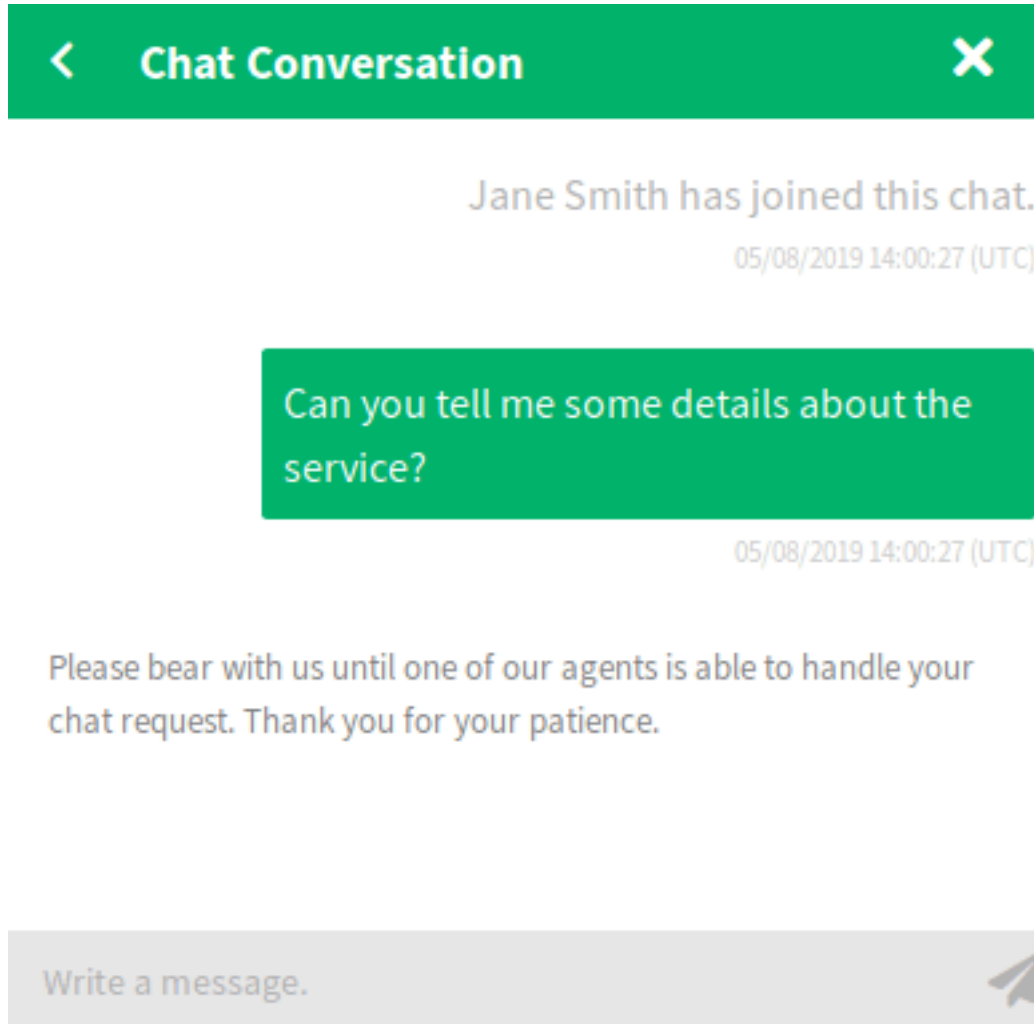 Chat Conversation
Jane Smith has joined this chat.
05/08/2019 14:00:27 (UTC)
Can you tell me some details about the
service?
05/08/2019 14:00:27 (UTC)
Please bear with us until one of our agents is able to handle your
chat request. Thank you for your patience.
Write a message.